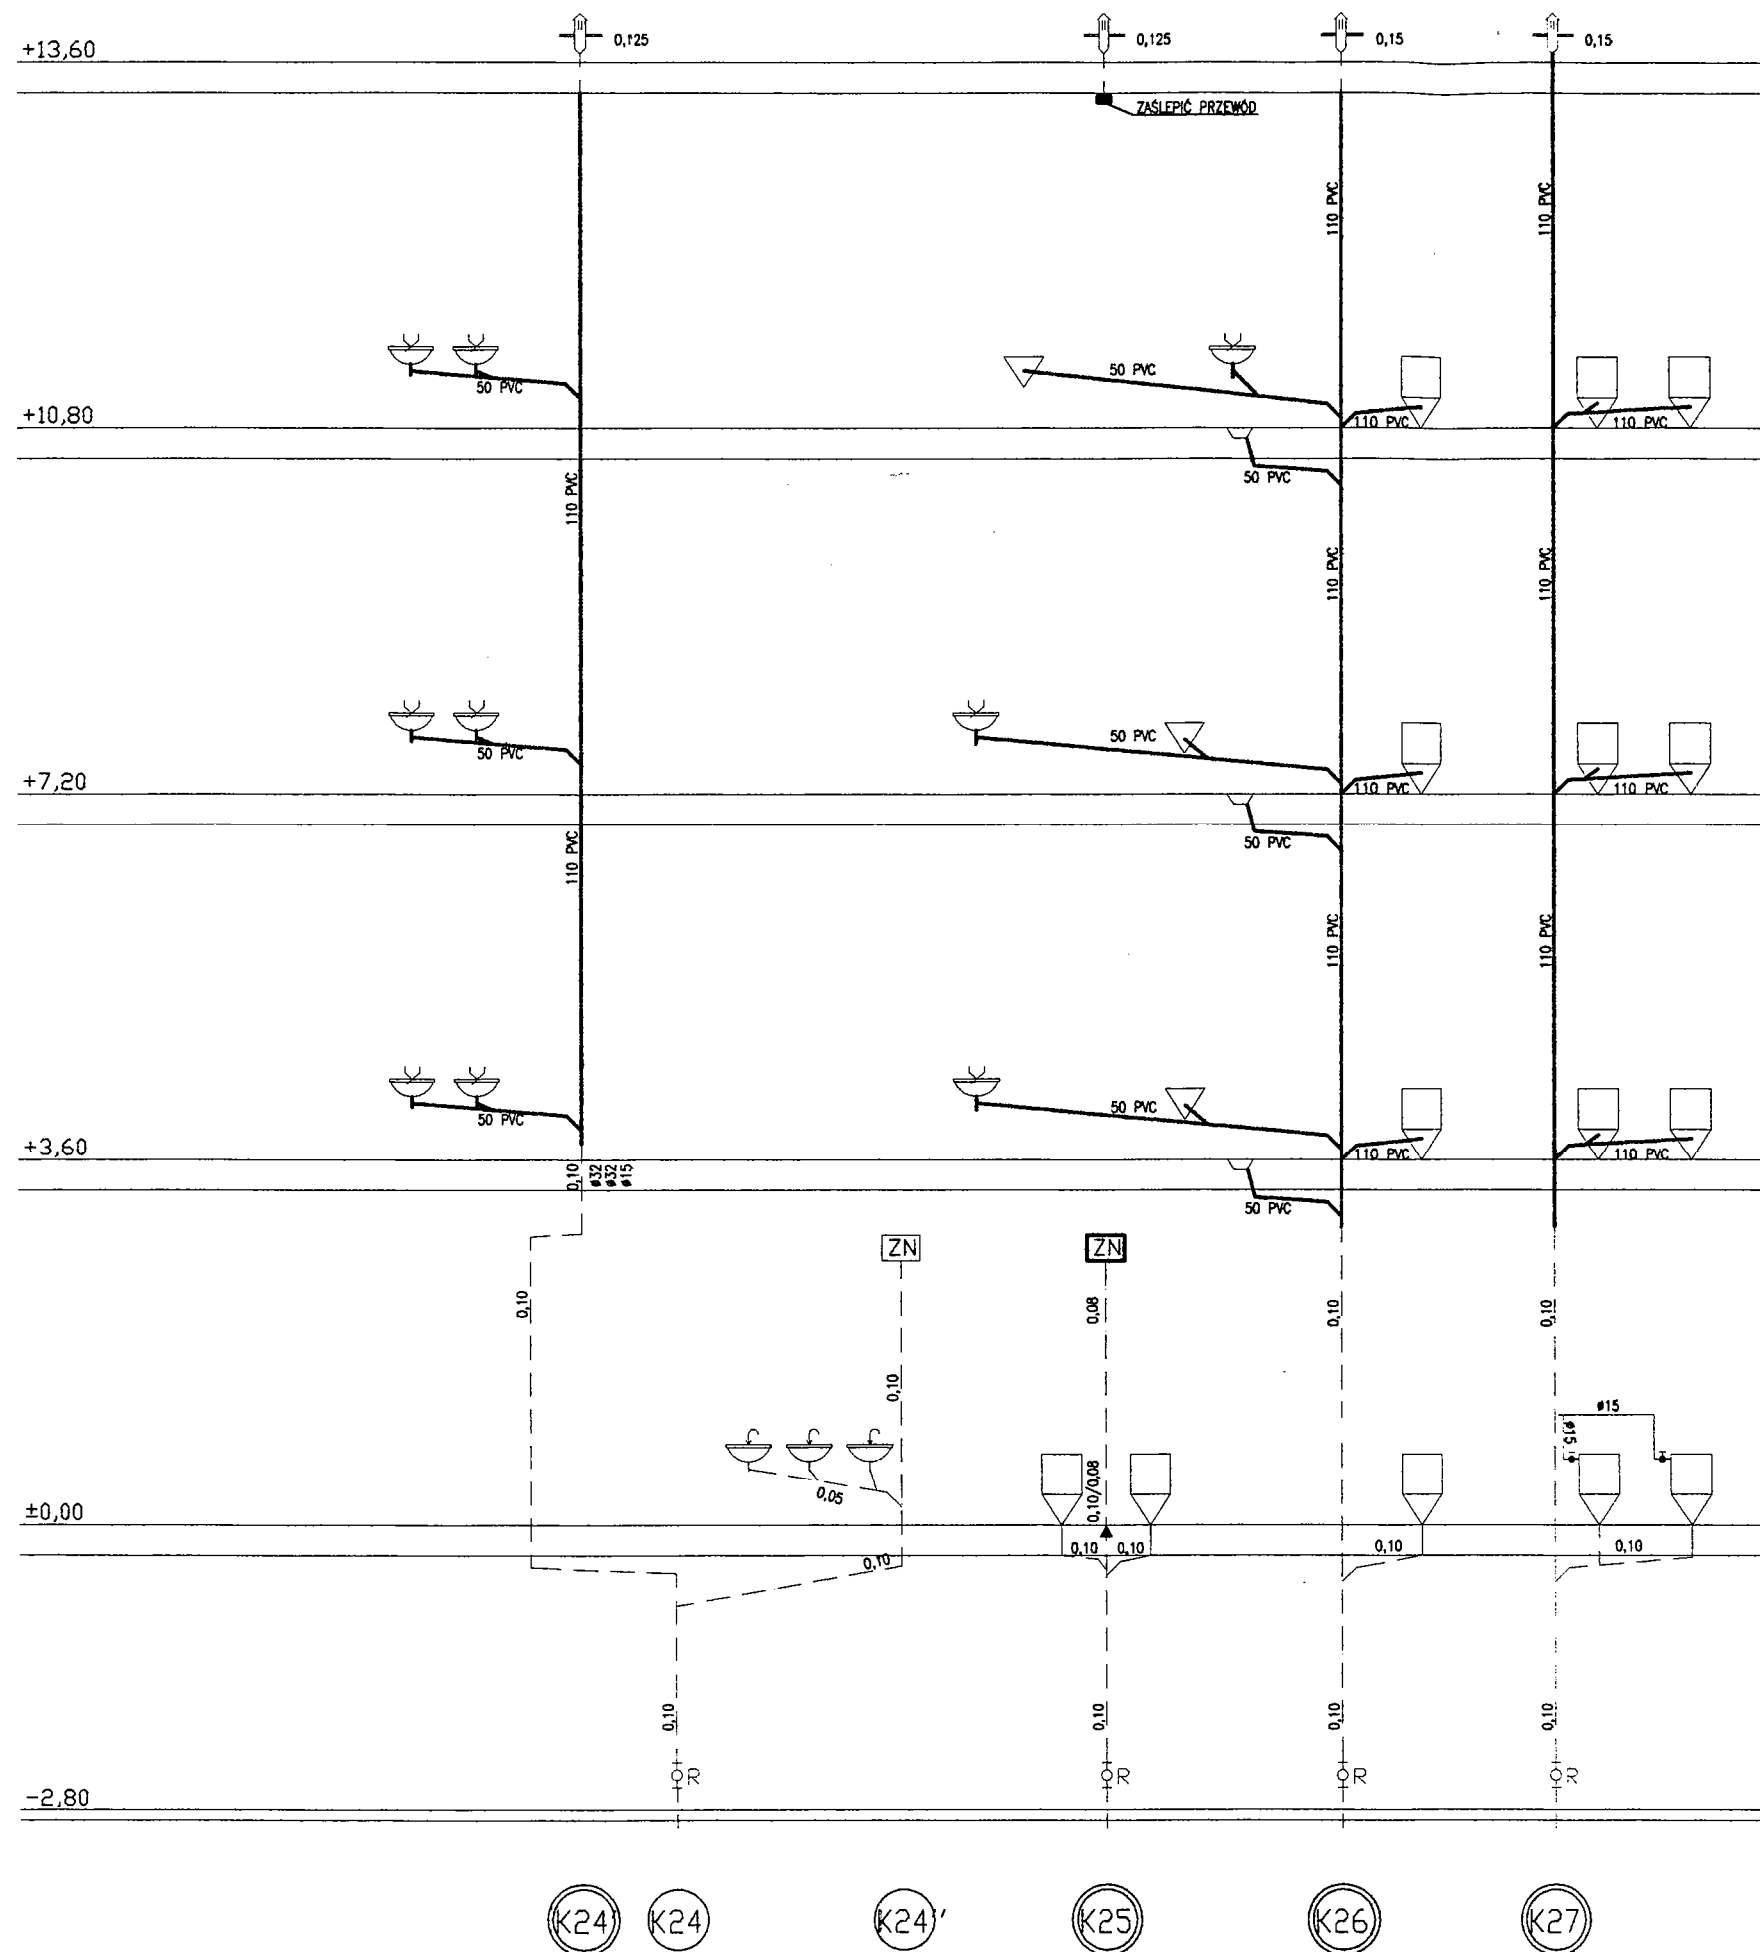 0,125
0,125
0,15
0,15
+13,60
ZAŚLEPIĆ PRZEWÓD
110 PVC
110 PVC
50 PVC
50 PVC
+10,80
110 PVC
110 PVC
110 PVC
50 PVC
110 PVC
110 PVC
50 PVC
50 PVC
+7,20
110 PVC
110 PVC
110 PVC
50 PVC
110 PVC
110 PVC
50 PVC
50 PVC
+3,60
110 PVC
110 PVC
0,10
ø32
ø32
ø15
50 PVC
ZN
ZN
0,10
0,08
0,10
0,10
0,10
ø15
ø15
0,05
0,10/0,08
±0,00
0,10
0,10
0,10
0,10
0,10
0,10
0,10
0,10
0,10
R
R
R
R
-2,80
K24'
K24
K24''
K25
K26
K27